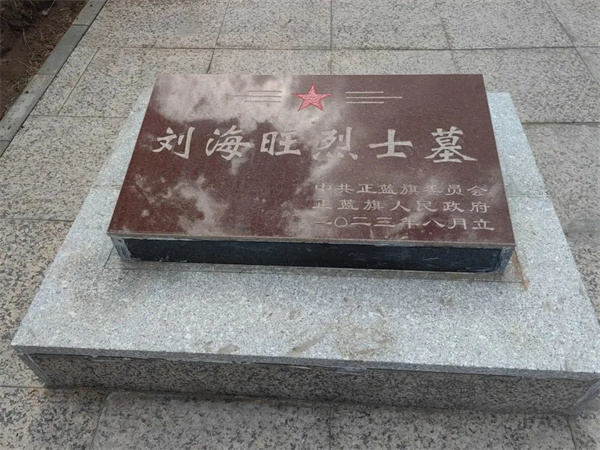 刘海旺烈士墓
中共正蓝旗委员会
正蓝旗人民政府
二〇二三年八月立